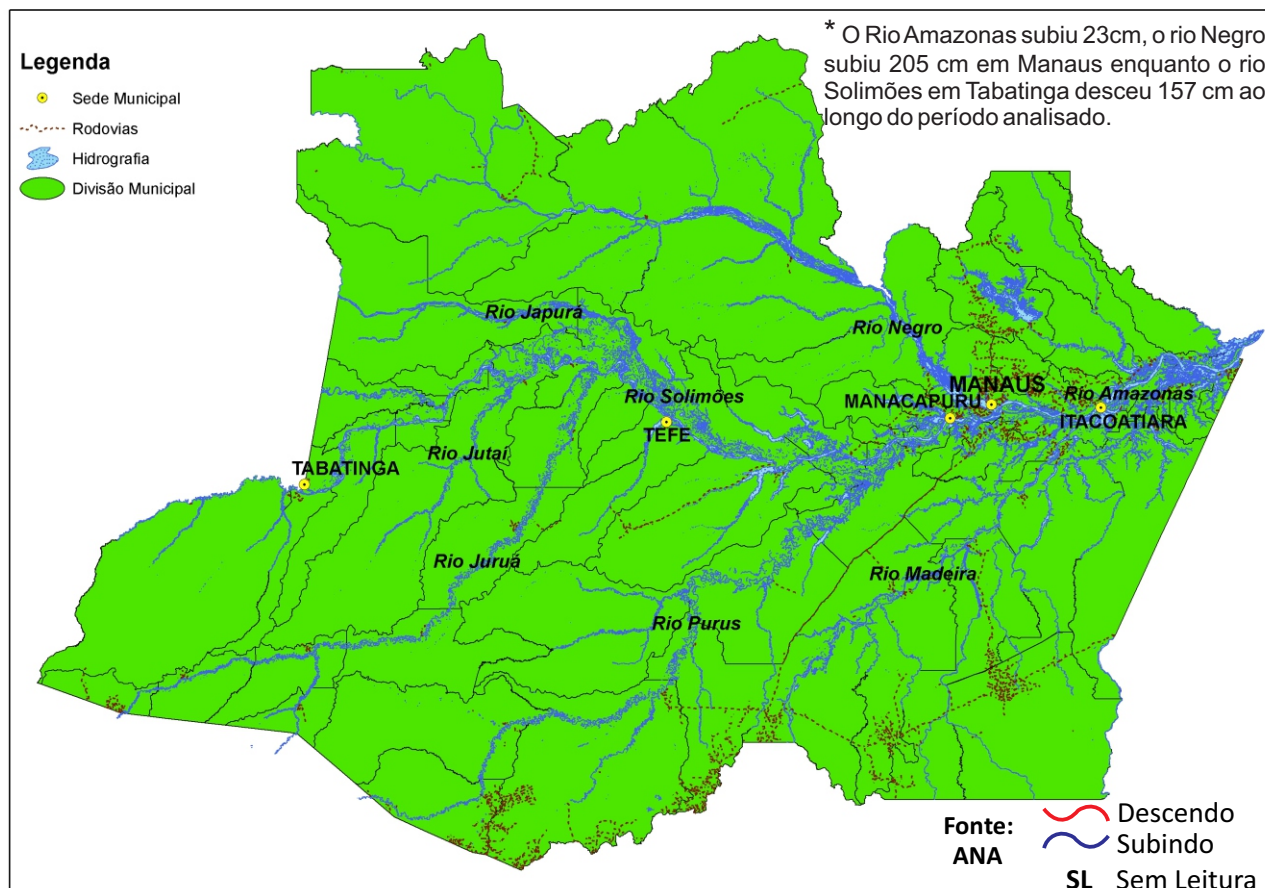 Legenda
Sede Municipal
Rodovias
Hidrografia
Divisão Municipal
* O Rio Amazonas subiu 23cm, o rio Negro
subiu 205 cm em Manaus enquanto o rio
Solimões em Tabatinga desceu 157 cm ao
longo do período analisado.
Rio Japurá
Rio Negro
Rio Solimões
MANAUS
MANACAPURU
Rio Amazonas
ITACOATIARA
TEFE
Rio Jutaí
TABATINGA
Rio Juruá
Rio Madeira
Rio Purus
Fonte:
ANA
Descendo
Subindo
SL Sem Leitura